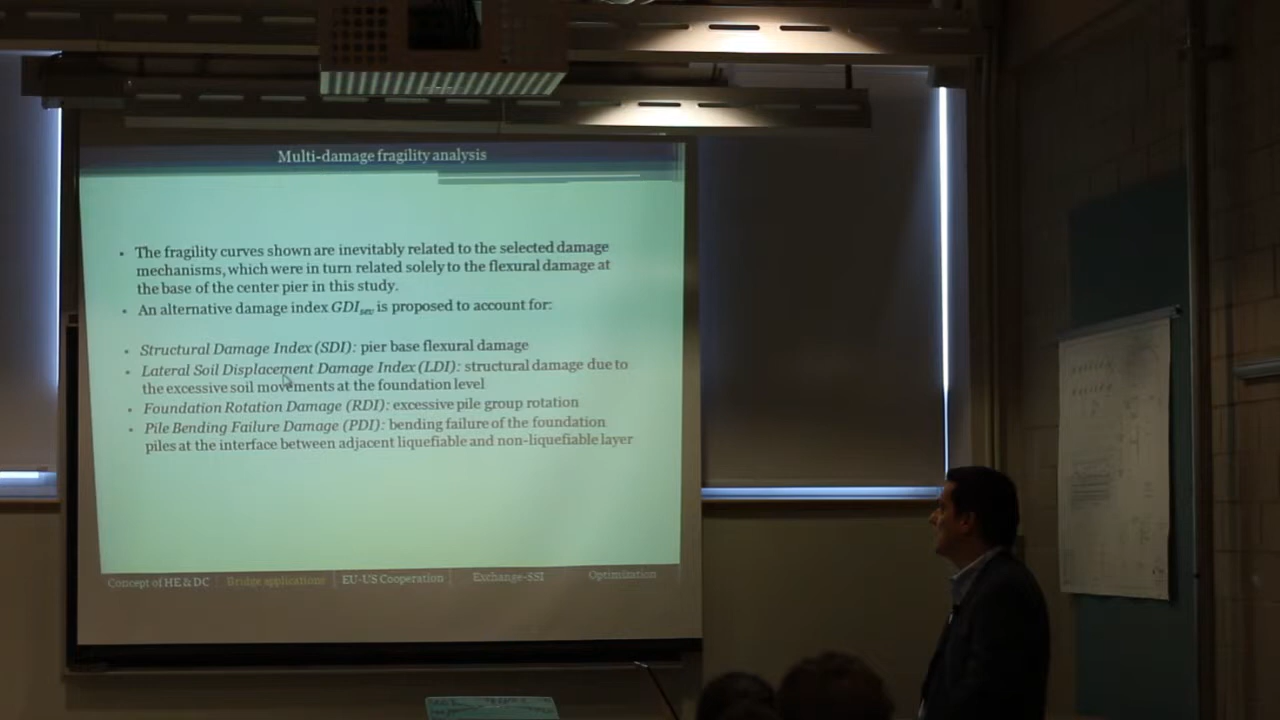 Multi-damage fragility analysis
• The fragility curves shown are inevitably related to the selected damage
mechanisms, which were in turn related solely to the flexural damage at
the base of the center pier in this study.
• An alternative damage index GDIsev is proposed to account for:
• Structural Damage Index (SDI): pier base flexural damage
• Lateral Soil Displacement Damage Index (LDI): structural damage due to
the excessive soil movements at the foundation level
• Foundation Rotation Damage (RDI): excessive pile group rotation
• Pile Bending Failure Damage (PDI): bending failure of the foundation
piles at the interface between adjacent liquefiable and non-liquefiable layer
Concept of HE & DC Bridge applications EU-US Cooperation Exchange-SSI Optimization